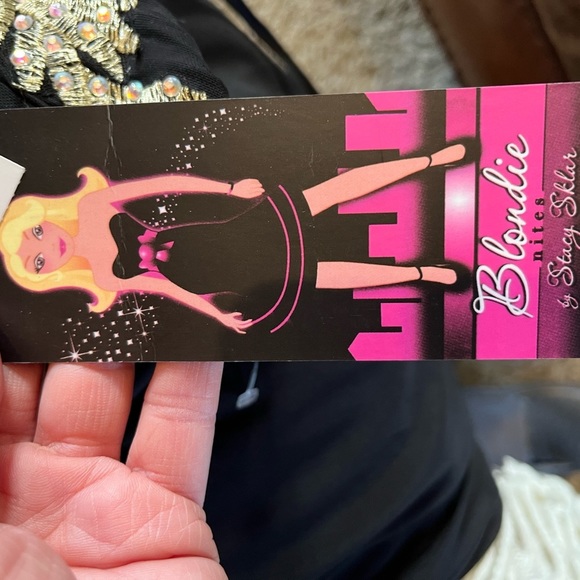 Blondie
nites
by Stacy Sklar